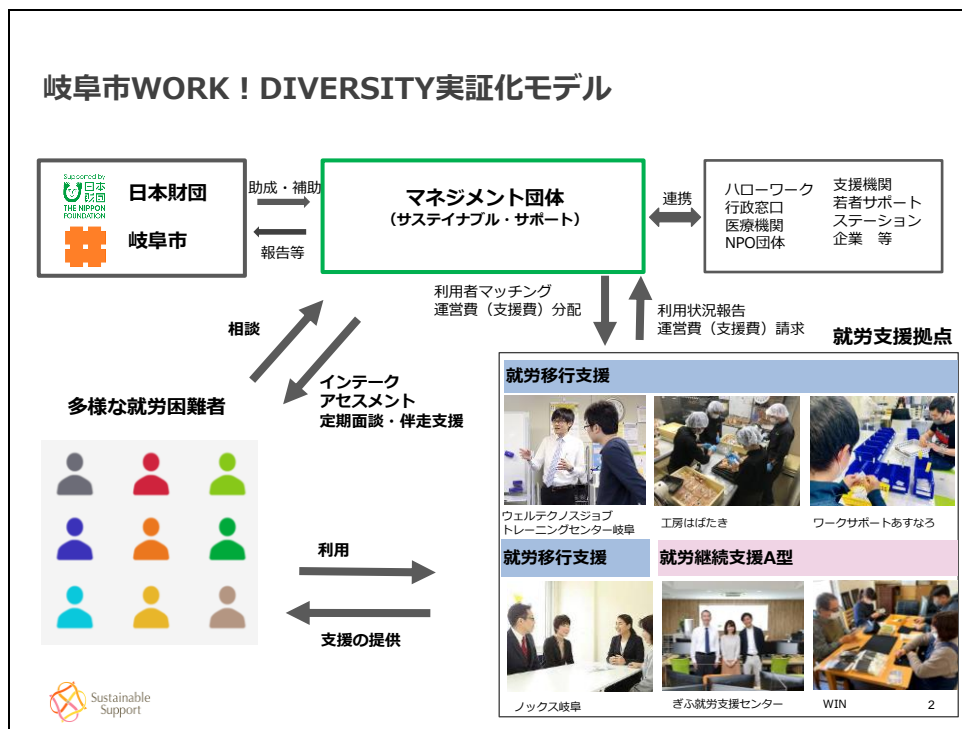 岐阜市WORK！DIVERSITY実証化モデル
Supported by
日本
財団
THE NIPPON
FOUNDATION
日本財団
岐阜市
助成・補助
報告等
マネジメント団体
（サステイナブル・サポート）
連携
ハローワーク
行政窓口
医療機関
NPO団体
支援機関
若者サポート
ステーション
企業　等
利用者マッチング
運営費（支援費）分配
利用状況報告
運営費（支援費）請求
相談
インテーク
アセスメント
定期面談・伴走支援
多様な就労困難者
利用
支援の提供
就労支援拠点
就労移行支援
ウェルテクノスジョブ
トレーニングセンター岐阜
工房はばたき
ワークサポートあすなろ
就労移行支援
就労継続支援A型
ノックス岐阜
ぎふ就労支援センター
WIN
Sustainable
Support
2